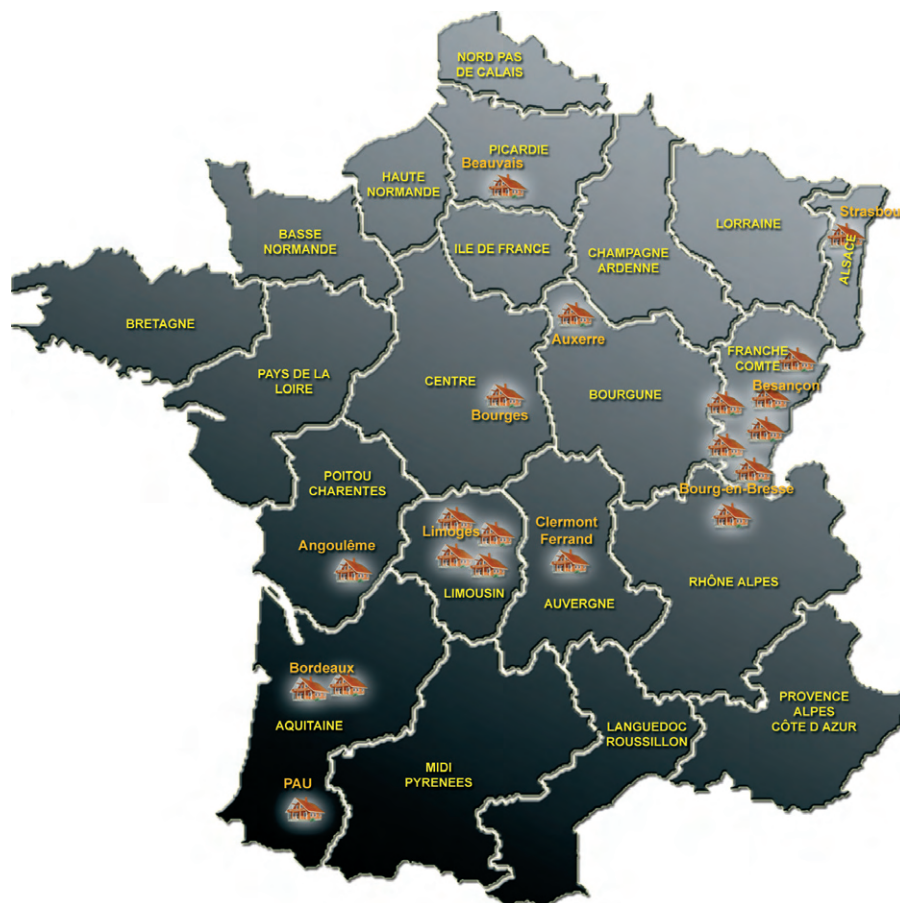 NORD PAS
DE CALAIS
PICARDIE
Beauvais
HAUTE
NORMANDE
Strasbou
BASSE
NORMANDE
ILE DE FRANCE
CHAMPAGNE
ARDENNE
LORRAINE
ALSACE
BRETAGNE
Auxerre
FRANCHE
COMTE
PAYS DE LA
LOIRE
CENTRE
Bourges
BOURGUNE
Besançon
POITOU
CHARENTES
Bourg-en-Bresse
Limoges
Clermont
Ferrand
Angoulême
LIMOUSIN
AUVERGNE
RHÔNE ALPES
Bordeaux
AQUITAINE
PROVENCE
ALPES
CÔTE D AZUR
LANGUEDOC
ROUSSILLON
MIDI
PYRENEES
PAU